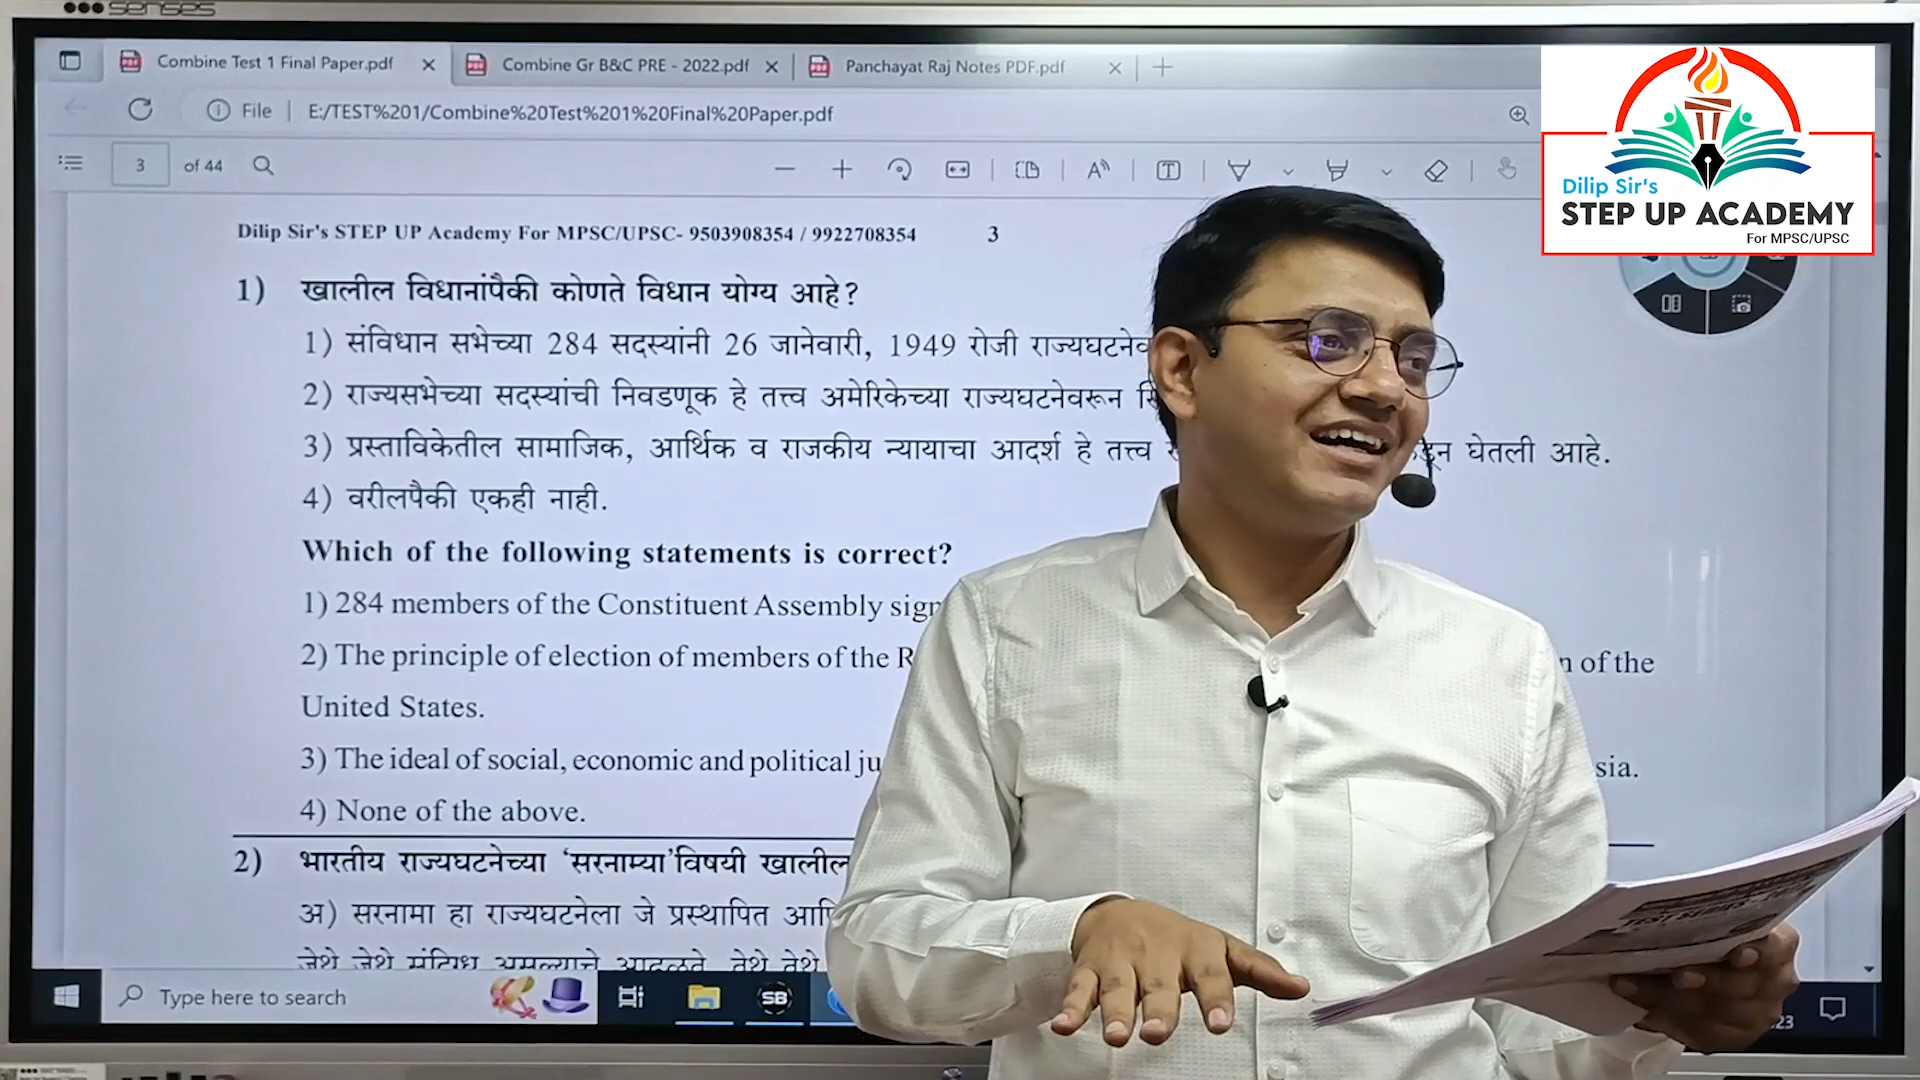 senses
Combine Test 1 Final Paper.pdf
Combine Gr B&C PRE - 2022.pdf
Panchayat Raj Notes PDF.pdf
File
E:/TEST%201/Combine%20Test%201%20Final%20Paper.pdf
3 of 44
Dilip Sir's
STEP UP ACADEMY
For MPSC/UPSC
Dilip Sir's STEP UP Academy For MPSC/UPSC- 9503908354 / 9922708354 3
1) खालील विधानांपैकी कोणते विधान योग्य आहे?
1) संविधान सभेच्या 284 सदस्यांनी 26 जानेवारी, 1949 रोजी
2) राज्यसभेच्या सदस्यांची निवडणूक हे तत्त्व अमेरिकेच्या राज्यघटनेवरून
3) प्रस्ताविकेतील सामाजिक, आर्थिक व राजकीय न्यायाचा आदर्श हे तत्त्व घेतली आहे.
4) वरीलपैकी एकही नाही.
Which of the following statements is correct?
1) 284 members of the Constituent Assembly
2) The principle of election of members of the of the
United States.
3) The ideal of social, economic and political
4) None of the above.
2) भारतीय राज्यघटनेच्या ‘सरनाम्या’विषयी खालील
अ) सरनामा हा राज्यघटनेला जे प्रस्थापित
Type here to search
SB